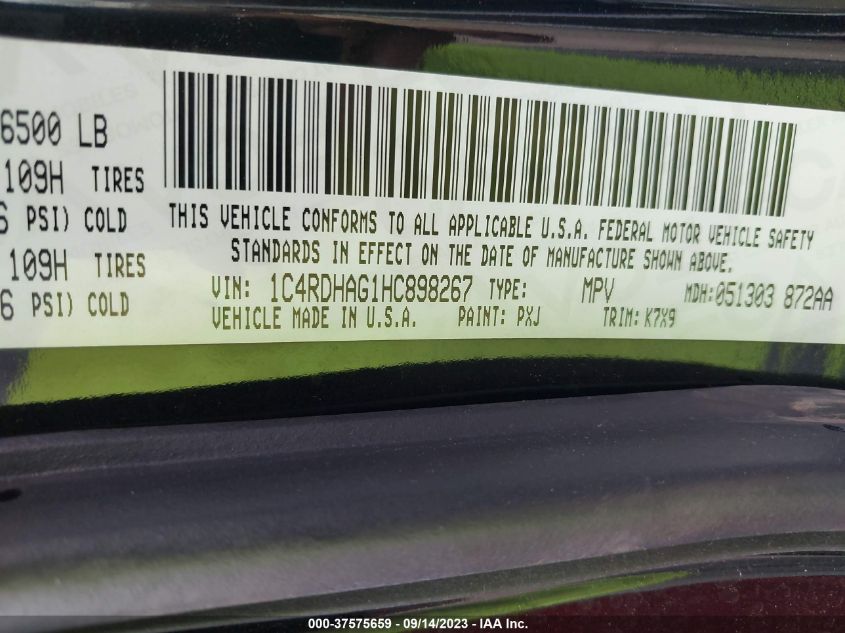 6500 LB
109H TIRES
6 PSI) COLD
109H TIRES
6 PSI) COLD
THIS VEHICLE CONFORMS TO ALL APPLICABLE U.S.A. FEDERAL MOTOR VEHICLE SAFETY
STANDARDS IN EFFECT ON THE DATE OF MANUFACTURE SHOWN ABOVE.
VIN: 1C4RDHAG1HC898267 TYPE: MPV MDH:051303 872AA
VEHICLE MADE IN U.S.A. PAINT: PXJ TRIM: K7X9
000-37575659 - 09/14/2023 - IAA Inc.